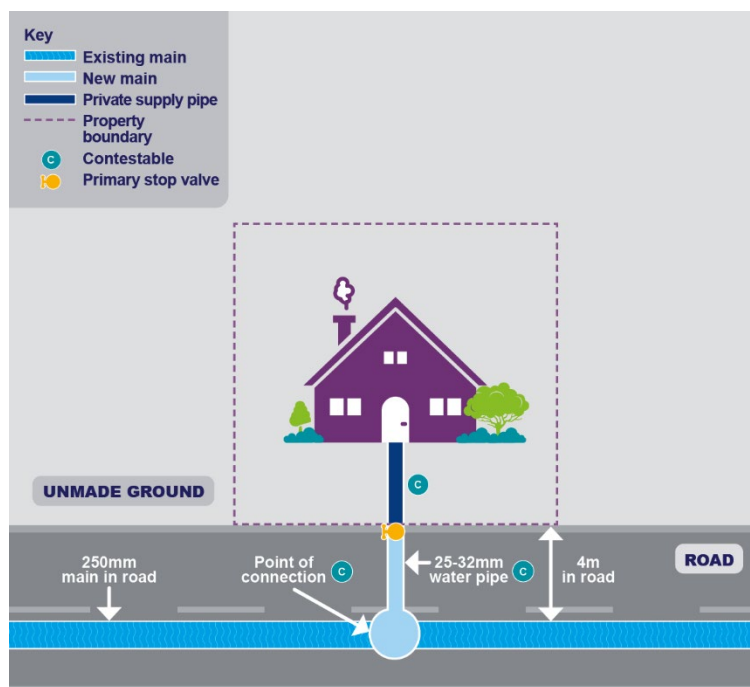 Key
Existing main
New main
Private supply pipe
Property
boundary
C Contestable
Primary stop valve
C
UNMADE GROUND
250mm
main in road
Point of
connection C
25-32mm
water pipe C
4m
in road
ROAD